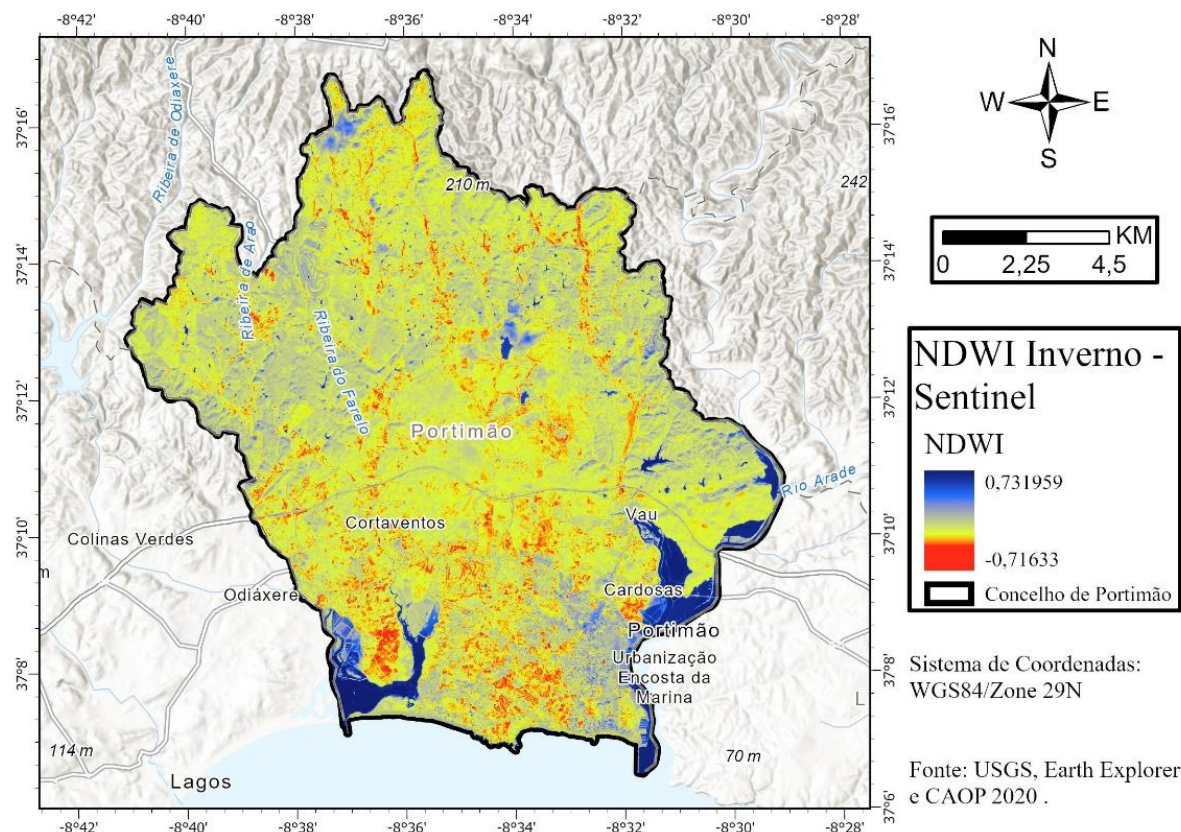 -8°42' -8°40' -8°38' -8°36' -8°34' -8°32' -8°30' -8°28'
37°16'
37°14'
37°12'
37°10'
37°8'
37°16'
37°14'
37°12'
37°10'
37°8'
37°6'
Ribeira de Odiaxere
210 m
242
Ribeira de Arão
Ribeira do Farelo
Portimão
Rio Arade
Vau
Cortaventos
Colinas Verdes
m
Odiáxere
Cardosas
Portimão
Urbanização
Encosta da
Marina
L
114 m
70 m
Lagos
-8°42' -8°40' -8°38' -8°36' -8°34' -8°32' -8°30' -8°28'
N
W E
S
KM
0 2,25 4,5
NDWI Inverno -
Sentinel
NDWI
0,731959
-0,71633
Concelho de Portimão
Sistema de Coordenadas:
WGS84/Zone 29N
Fonte: USGS, Earth Explorer
e CAOP 2020 .